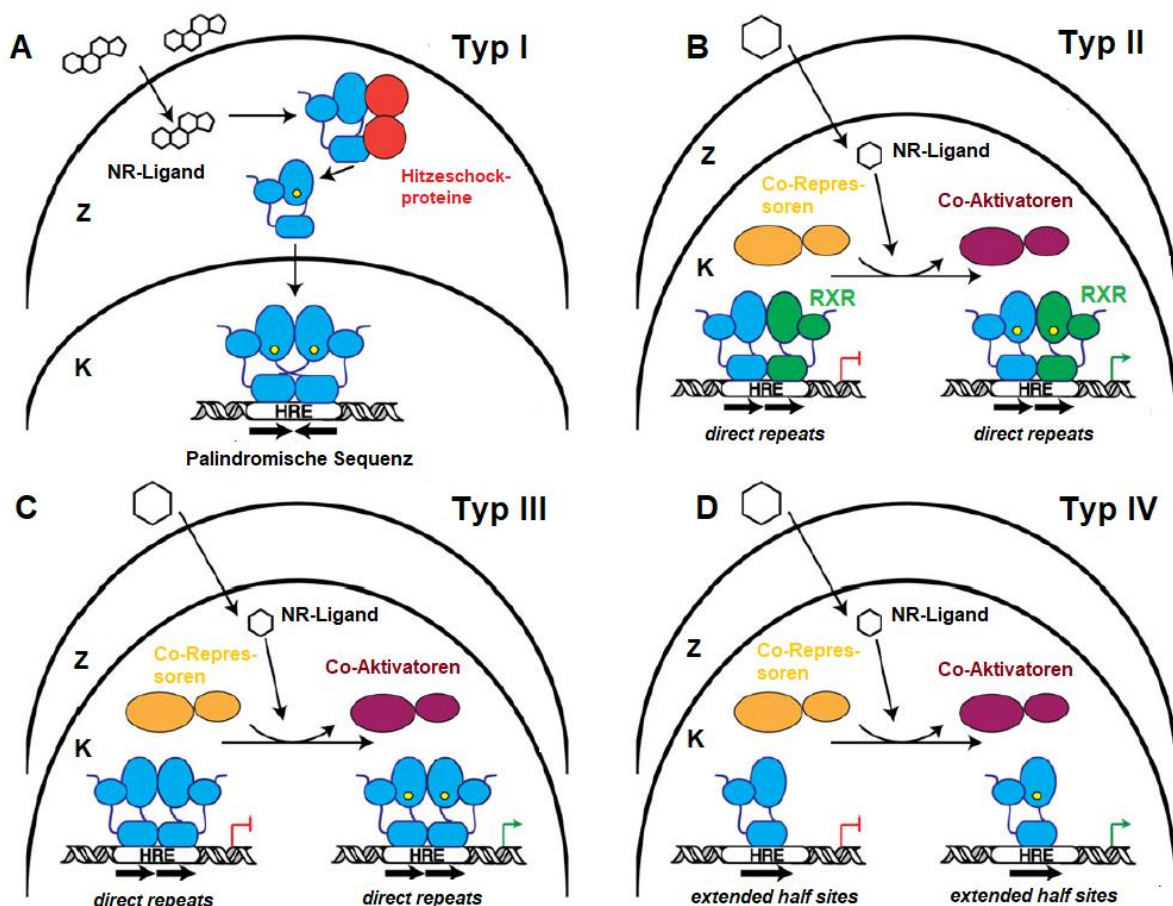 A
Typ I
NR-Ligand
Hitzeschock-
proteine
Z
K
HRE
Palindromische Sequenz
B
Typ II
Z
NR-Ligand
Co-Repres-
soren
Co-Aktivatoren
K
RXR
RXR
HRE
HRE
direct repeats
direct repeats
C
Typ III
NR-Ligand
Z
Co-Repres-
soren
Co-Aktivatoren
K
HRE
HRE
direct repeats
direct repeats
D
Typ IV
NR-Ligand
Z
Co-Repres-
soren
Co-Aktivatoren
K
HRE
HRE
extended half sites
extended half sites